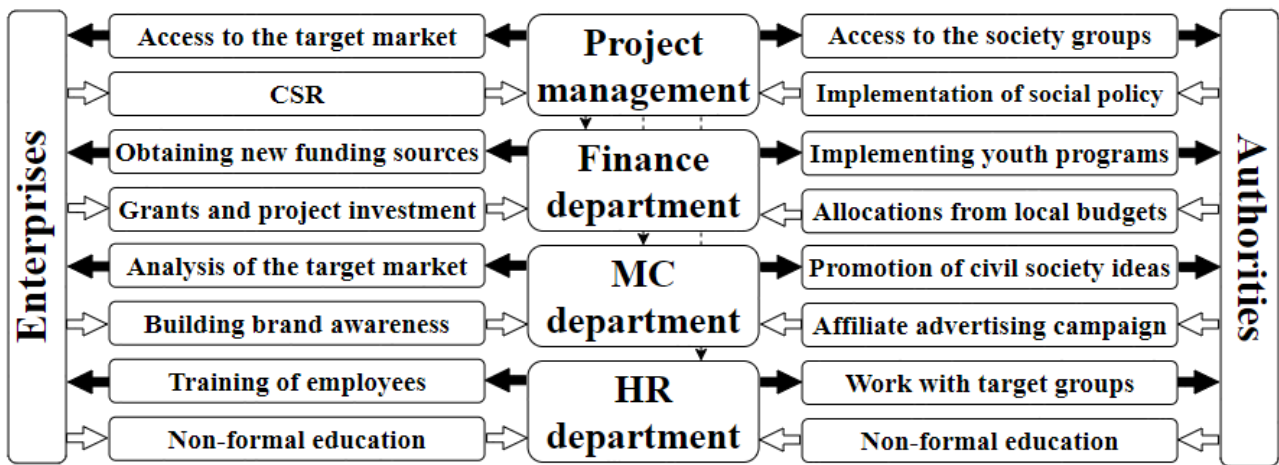 Enterprises
Access to the target market
CSR
Obtaining new funding sources
Grants and project investment
Analysis of the target market
Building brand awareness
Training of employees
Non-formal education
Project
management
Finance
department
MC
department
HR
department
Access to the society groups
Implementation of social policy
Implementing youth programs
Allocations from local budgets
Promotion of civil society ideas
Affiliate advertising campaign
Work with target groups
Non-formal education
Authorities